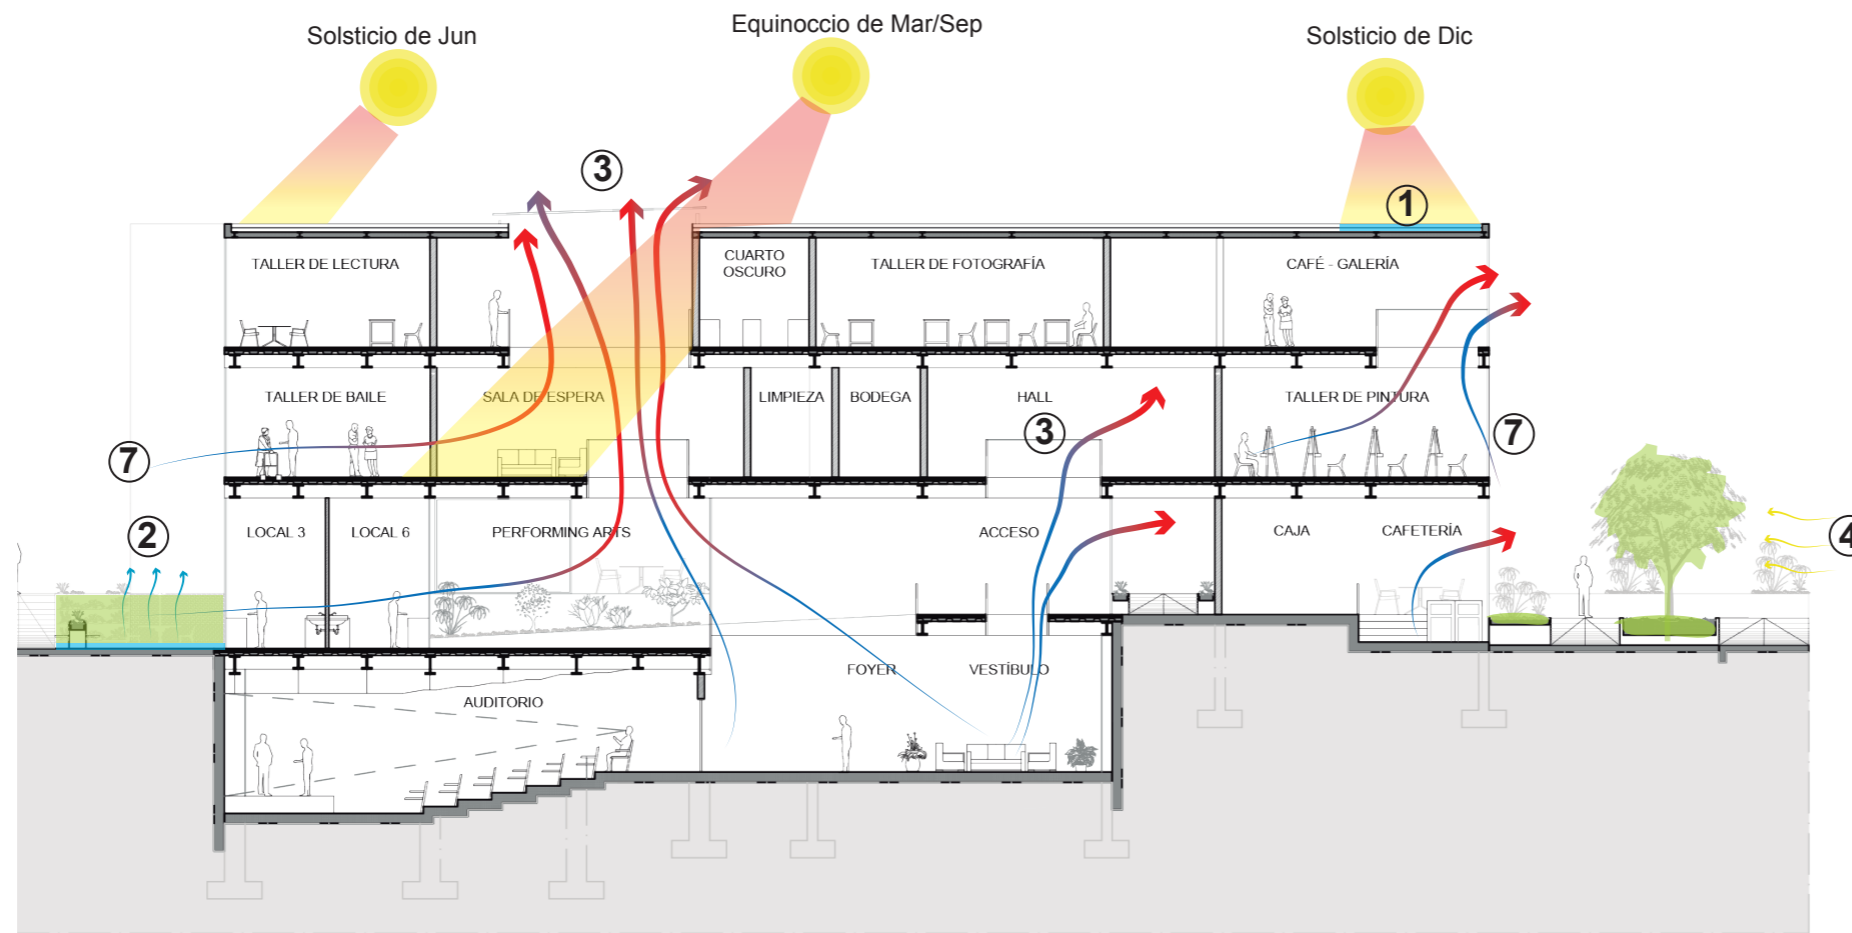 Solsticio de Jun
Equinoccio de Mar/Sep
Solsticio de Dic
3
1
TALLER DE LECTURA
CUARTO
OSCURO
TALLER DE FOTOGRAFÍA
CAFÉ - GALERÍA
TALLER DE BAILE
SALA DE ESPERA
LIMPIEZA
BODEGA
HALL
TALLER DE PINTURA
7
3
7
2
LOCAL 3
LOCAL 6
PERFORMING ARTS
ACCESO
CAJA
CAFETERÍA
4
FOYER
VESTÍBULO
AUDITORIO